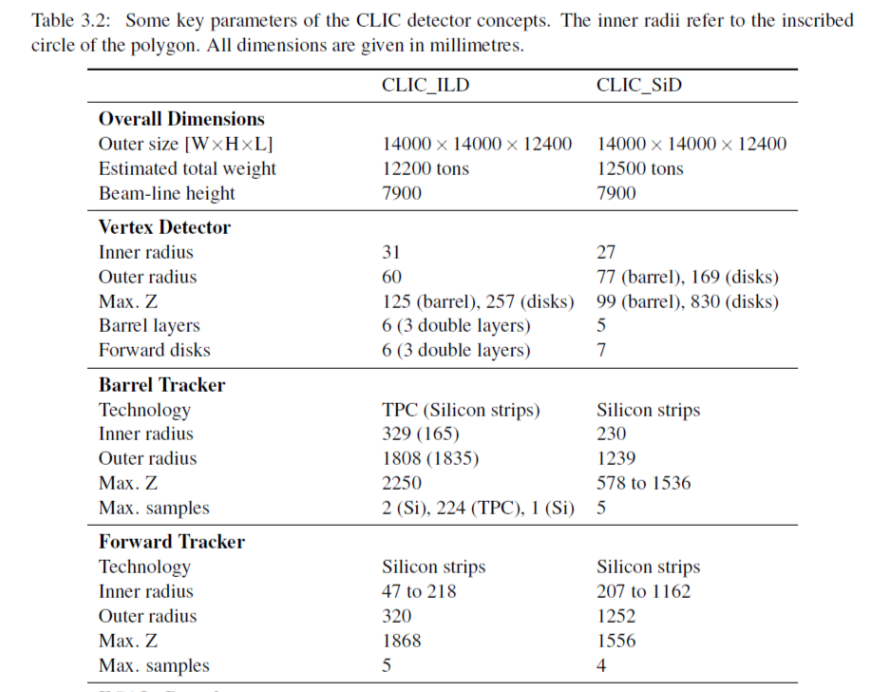 Table 3.2: Some key parameters of the CLIC detector concepts. The inner radii refer to the inscribed
circle of the polygon. All dimensions are given in millimetres.
CLIC_ILD CLIC_SiD
Overall Dimensions
Outer size [W×H×L] 14000 × 14000 × 12400 14000 × 14000 × 12400
Estimated total weight 12200 tons 12500 tons
Beam-line height 7900 7900
Vertex Detector
Inner radius 31 27
Outer radius 60 77 (barrel), 169 (disks)
Max. Z 125 (barrel), 257 (disks) 99 (barrel), 830 (disks)
Barrel layers 6 (3 double layers) 5
Forward disks 6 (3 double layers) 7
Barrel Tracker
Technology TPC (Silicon strips) Silicon strips
Inner radius 329 (165) 230
Outer radius 1808 (1835) 1239
Max. Z 2250 578 to 1536
Max. samples 2 (Si), 224 (TPC), 1 (Si) 5
Forward Tracker
Technology Silicon strips Silicon strips
Inner radius 47 to 218 207 to 1162
Outer radius 320 1252
Max. Z 1868 1556
Max. samples 5 4